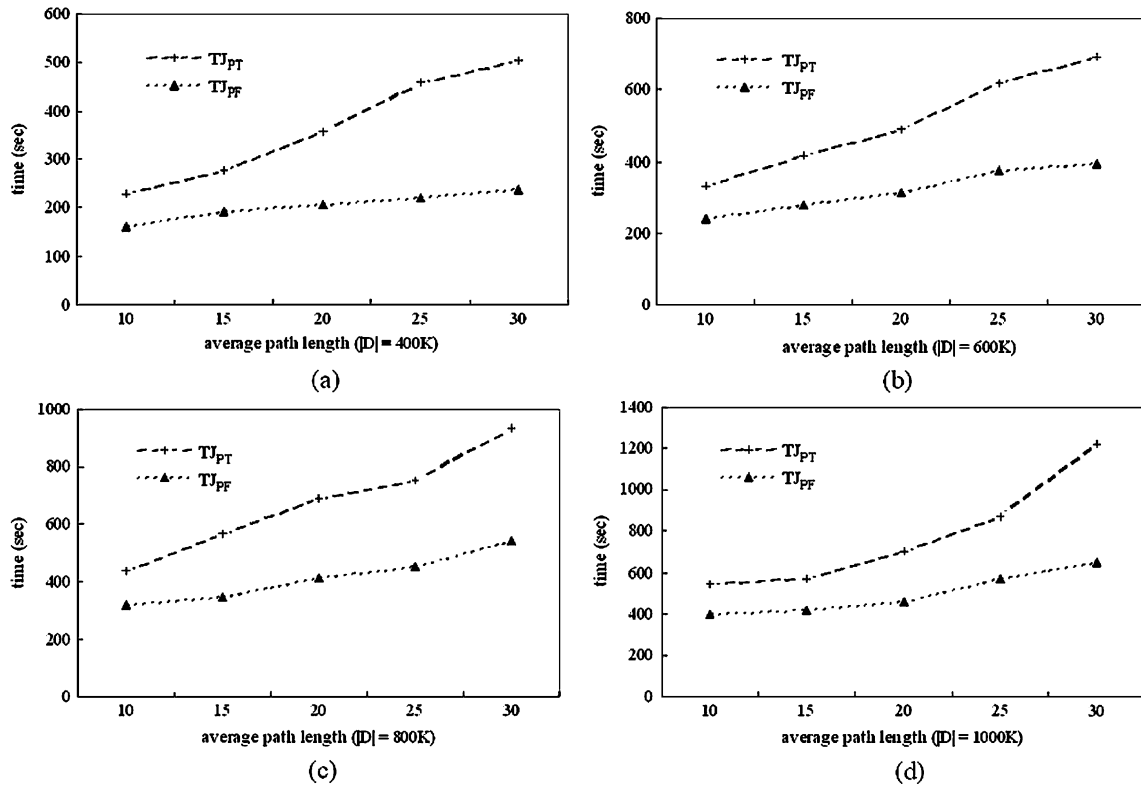 600
500
400
300
200
100
0
time (sec)
TJPT
TJPF
10 15 20 25 30
average path length (|D| = 400K)
(a)
800
600
400
200
0
time (sec)
TJPT
TJPF
10 15 20 25 30
average path length (|D| = 600K)
(b)
1000
800
600
400
200
0
time (sec)
TJPT
TJPF
10 15 20 25 30
average path length (|D| = 800K)
(c)
1400
1200
1000
800
600
400
200
0
time (sec)
TJPT
TJPF
10 15 20 25 30
average path length (|D| = 1000K)
(d)